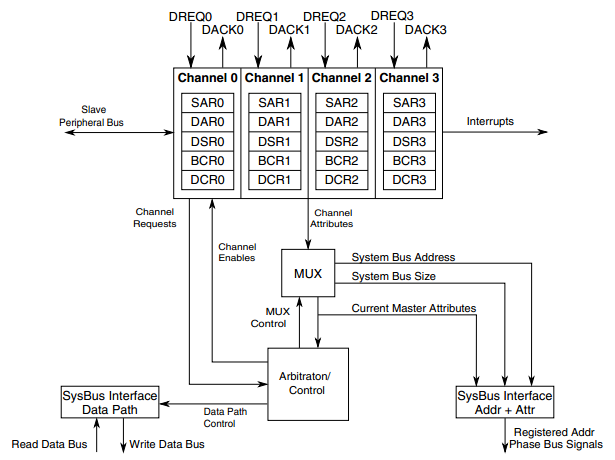 DREQ0 DREQ1 DREQ2 DREQ3
DACK0 DACK1 DACK2 DACK3
Channel 0 Channel 1 Channel 2 Channel 3
SAR0 SAR1 SAR2 SAR3
DAR0 DAR1 DAR2 DAR3
DSR0 DSR1 DSR2 DSR3
BCR0 BCR1 BCR2 BCR3
DCR0 DCR1 DCR2 DCR3
Slave
Peripheral Bus
Interrupts
Channel
Requests
Channel
Enables
Channel
Attributes
MUX
System Bus Address
System Bus Size
Current Master Attributes
MUX
Control
Arbitraton/
Control
SysBus Interface
Data Path
Data Path
Control
SysBus Interface
Addr + Attr
Read Data Bus
Write Data Bus
Registered Addr
Phase Bus Signals